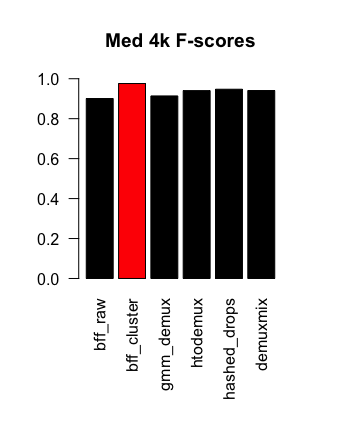 Med 4k F-scores
1.0
0.8
0.6
0.4
0.2
0.0
bff_raw
bff_cluster
gmm_demux
htodemux
hashed_drops
demuxmix